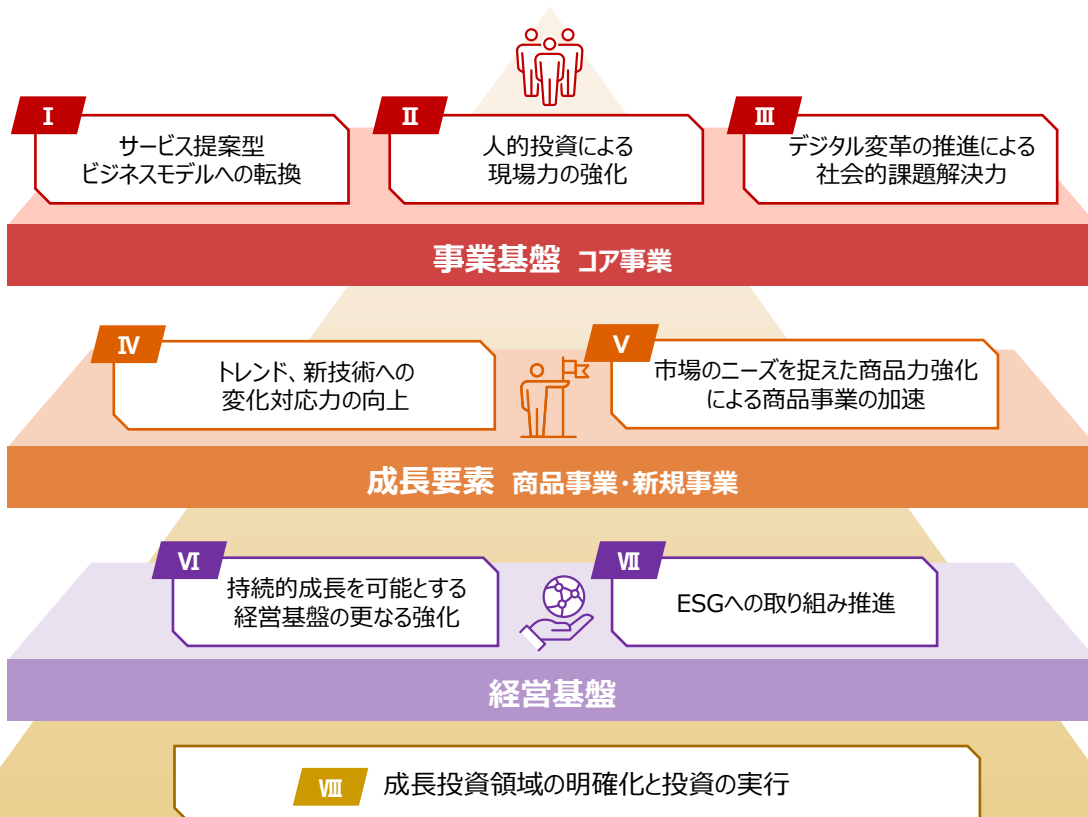 Ⅰ
サービス提案型
ビジネスモデルへの転換
Ⅱ
人的投資による
現場力の強化
Ⅲ
デジタル変革の推進による
社会的課題解決力
事業基盤 コア事業
Ⅳ
トレンド、新技術への
変化対応力の向上
Ⅴ
市場のニーズを捉えた商品力強化
による商品事業の加速
成長要素 商品事業・新規事業
Ⅵ
持続的成長を可能とする
経営基盤の更なる強化
Ⅶ
ESGへの取り組み推進
経営基盤
Ⅷ 成長投資領域の明確化と投資の実行